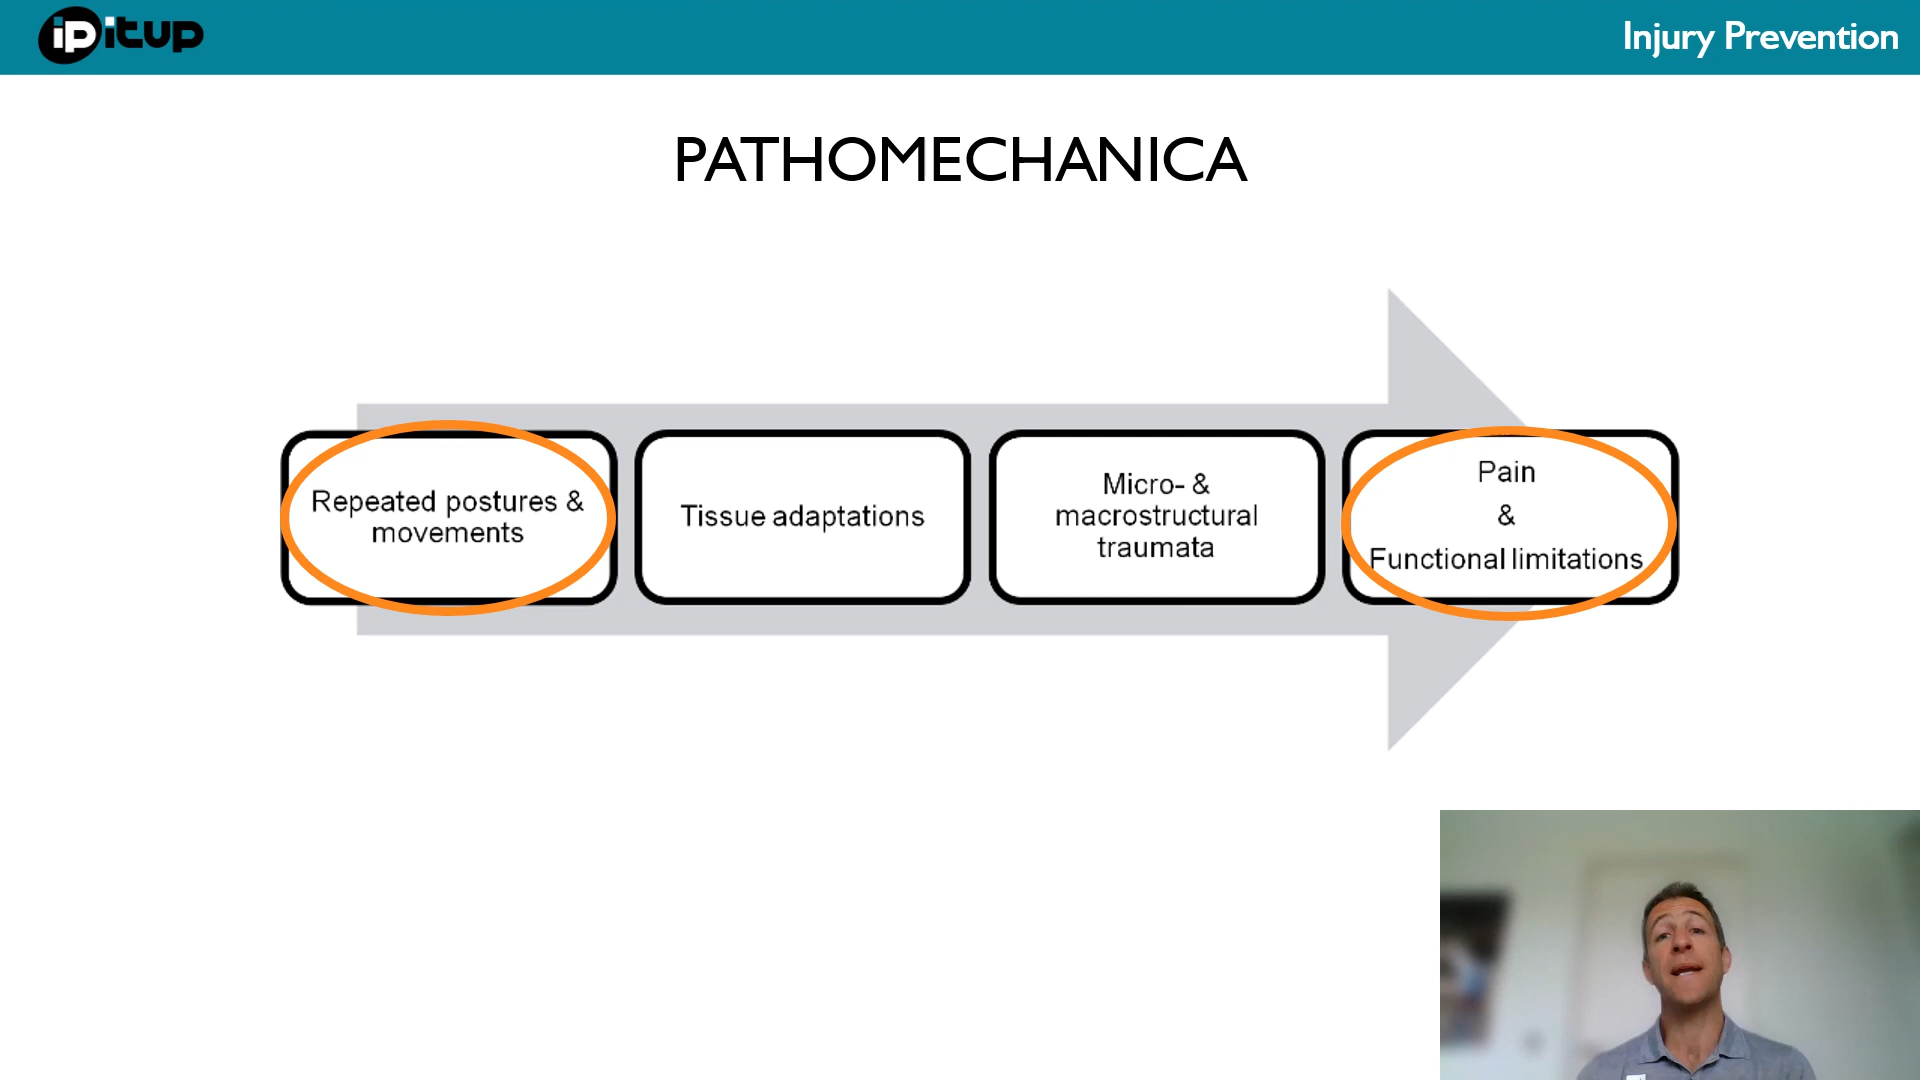 ipitup
Injury Prevention
PATHOMECHANICA
Repeated postures &
movements
Tissue adaptations
Micro- &
macrostructural
traumata
Pain
&
Functional limitations